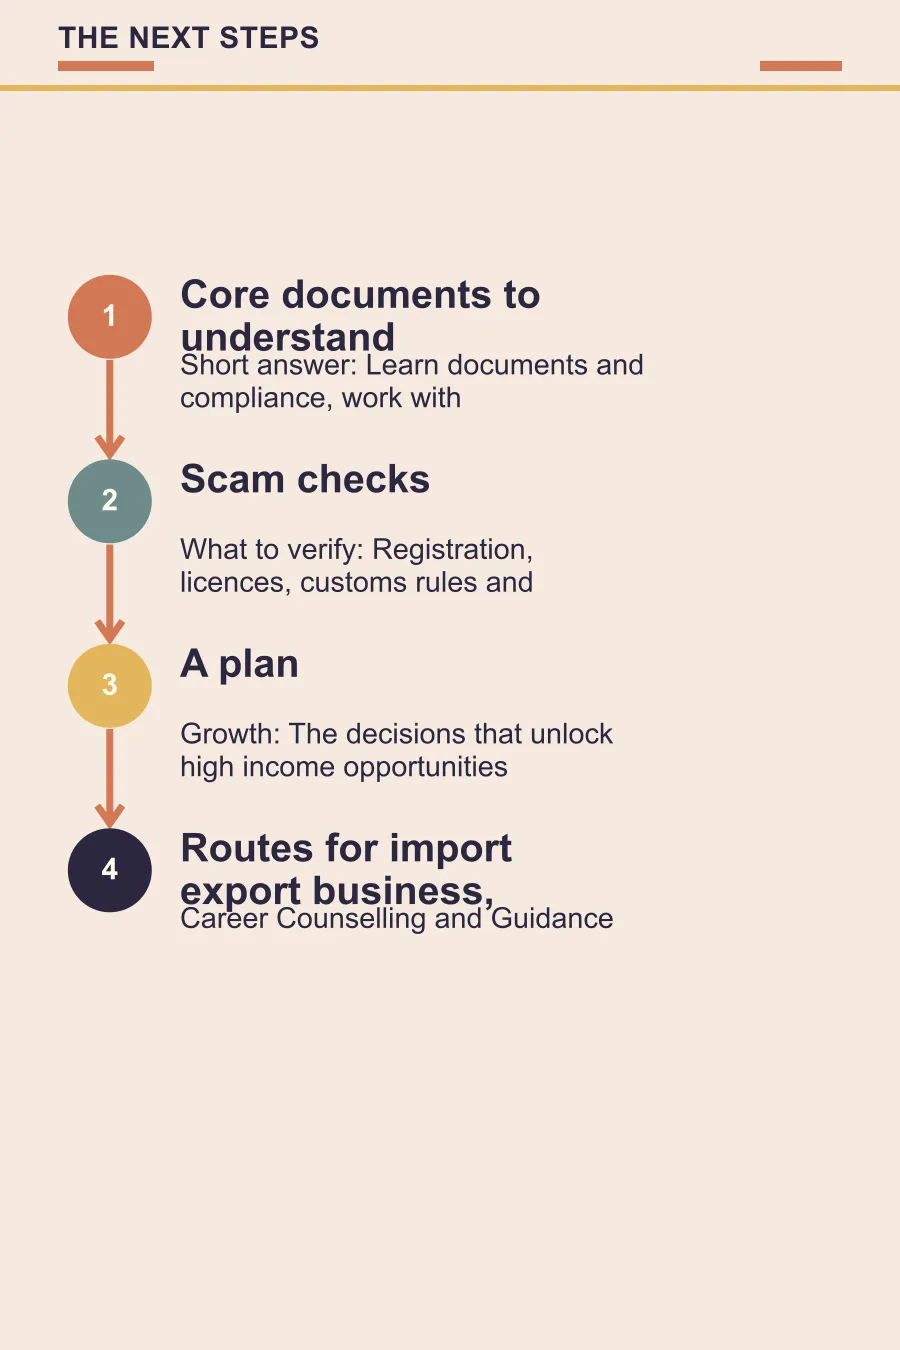 THE NEXT STEPS
1
Core documents to
understand
Short answer: Learn documents and
compliance, work with
2
Scam checks
What to verify: Registration,
licences, customs rules and
3
A plan
Growth: The decisions that unlock
high income opportunities
4
Routes for import
export business,
Career Counselling and Guidance